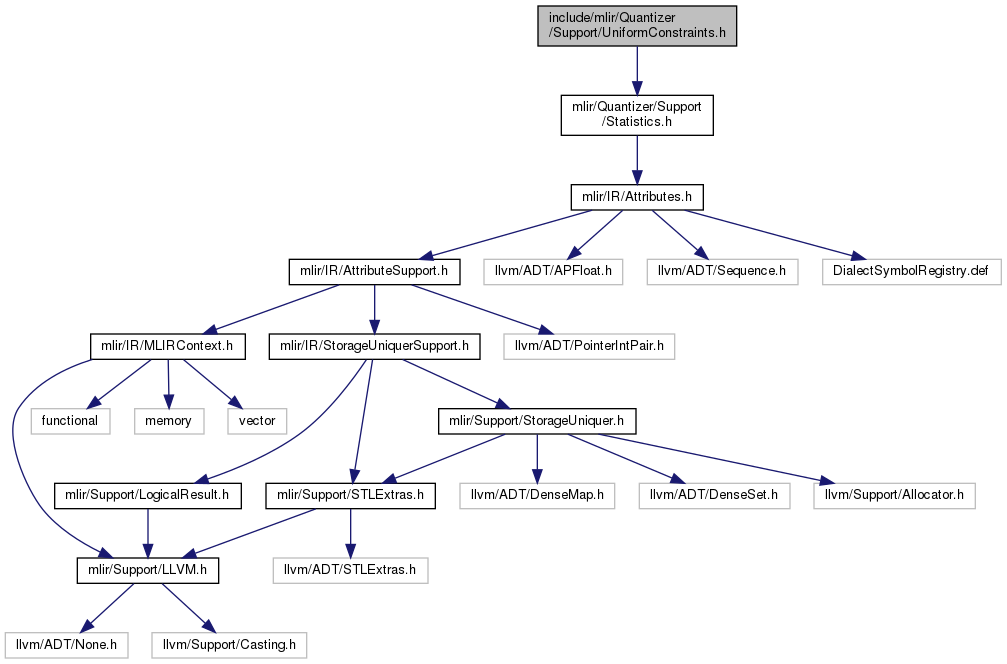 include/mlir/Quantizer
/Support/UniformConstraints.h
mlir/Quantizer/Support
/Statistics.h
mlir/IR/Attributes.h
mlir/IR/AttributeSupport.h
llvm/ADT/APFloat.h
llvm/ADT/Sequence.h
DialectSymbolRegistry.def
mlir/IR/MLIRContext.h
mlir/IR/StorageUniquerSupport.h
llvm/ADT/PointerIntPair.h
functional
memory
vector
mlir/Support/StorageUniquer.h
mlir/Support/LogicalResult.h
mlir/Support/STLExtras.h
llvm/ADT/DenseMap.h
llvm/ADT/DenseSet.h
llvm/Support/Allocator.h
mlir/Support/LLVM.h
llvm/ADT/STLExtras.h
llvm/ADT/None.h
llvm/Support/Casting.h